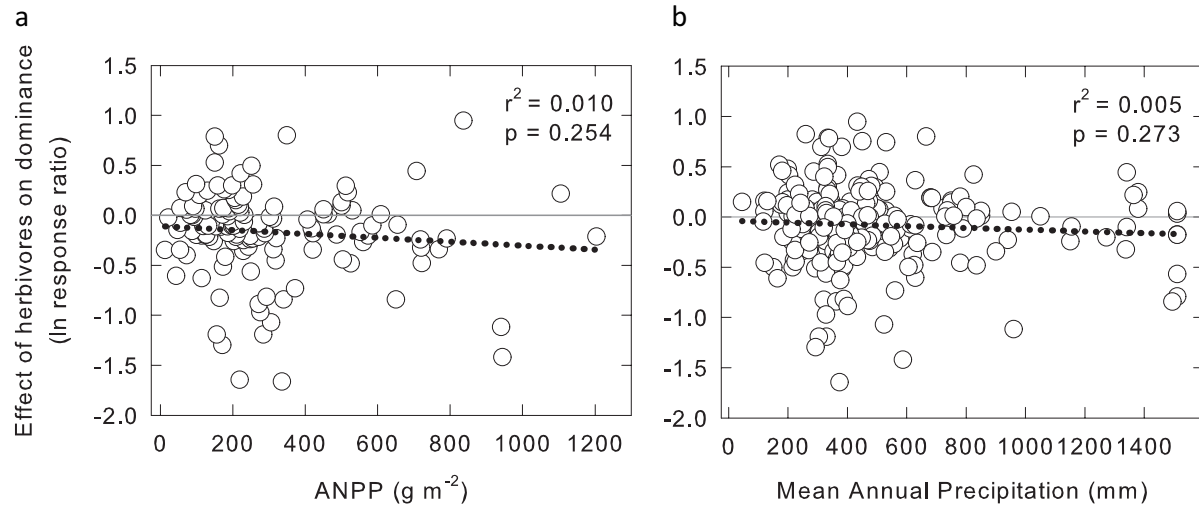 a
Effect of herbivores on dominance
(ln response ratio)
1.5
1.0
0.5
0.0
-0.5
-1.0
-1.5
-2.0
r² = 0.010
p = 0.254
0 200 400 600 800 1000 1200
ANPP (g m⁻²)
b
1.5
1.0
0.5
0.0
-0.5
-1.0
-1.5
-2.0
r² = 0.005
p = 0.273
0 200 400 600 800 1000 1200 1400
Mean Annual Precipitation (mm)